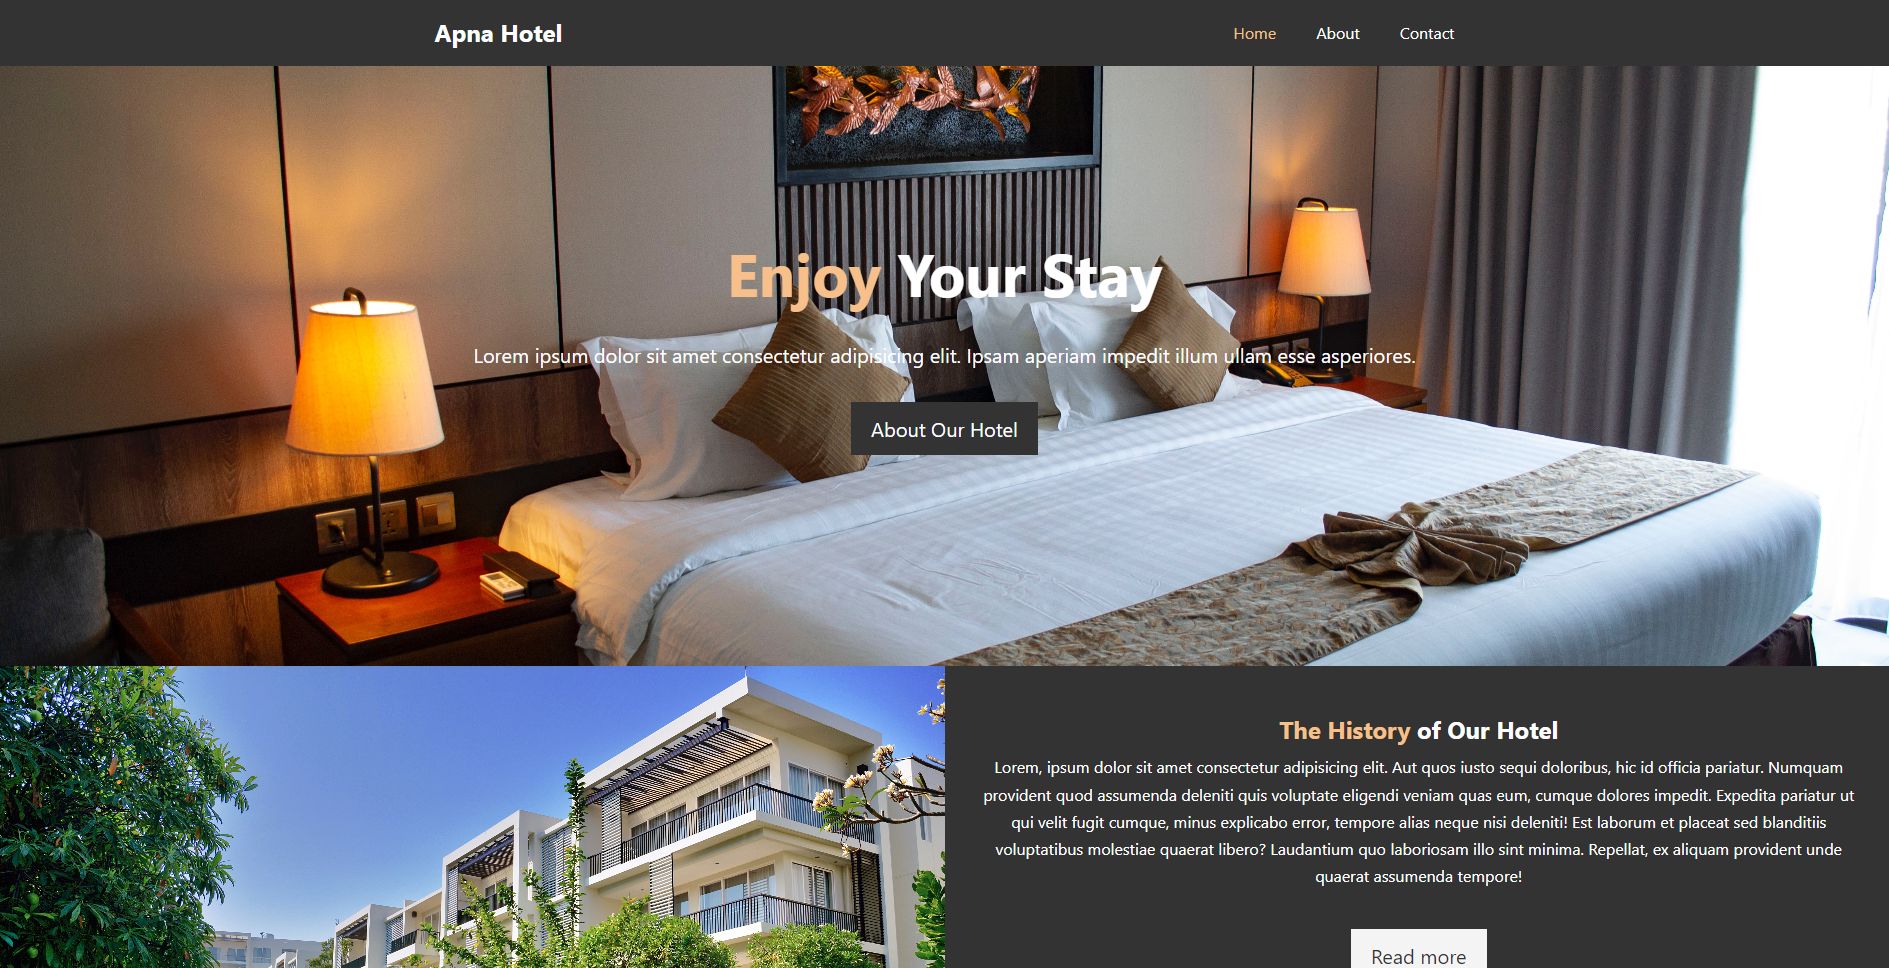 Apna Hotel
Home About Contact
Enjoy Your Stay
Lorem ipsum dolor sit amet consectetur adipisicing elit. Ipsam aperiam impedit illum ullam esse asperiores.
About Our Hotel
The History of Our Hotel
Lorem, ipsum dolor sit amet consectetur adipisicing elit. Aut quos iusto sequi doloribus, hic id officia pariatur. Numquam
provident quod assumenda deleniti quis voluptate eligendi veniam quas eum, cumque dolores impedit. Expedita pariatur ut
qui velit fugit cumque, minus explicabo error, tempore alias neque nisi deleniti! Est laborum et placeat sed blanditiis
voluptatibus molestiae quaerat libero? Laudantium quo laboriosam illo sint minima. Repellat, ex aliquam provident unde
quaerat assumenda tempore!
Read more